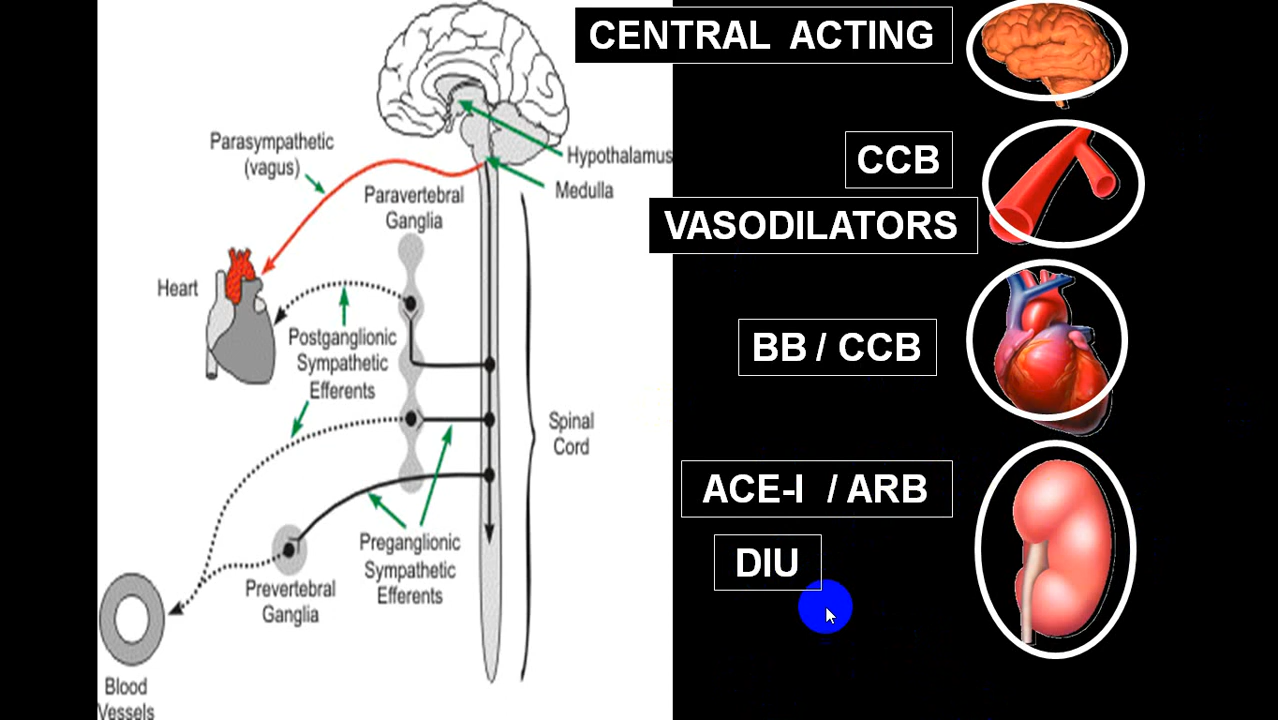 CENTRAL ACTING
Parasympathetic
(vagus)
Hypothalamus
Medulla
Paravertebral
Ganglia
Heart
Postganglionic
Sympathetic
Efferents
Spinal
Cord
Preganglionic
Sympathetic
Efferents
Prevertebral
Ganglia
Blood
Vessels
CCB
VASODILATORS
BB / CCB
ACE-I / ARB
DIU